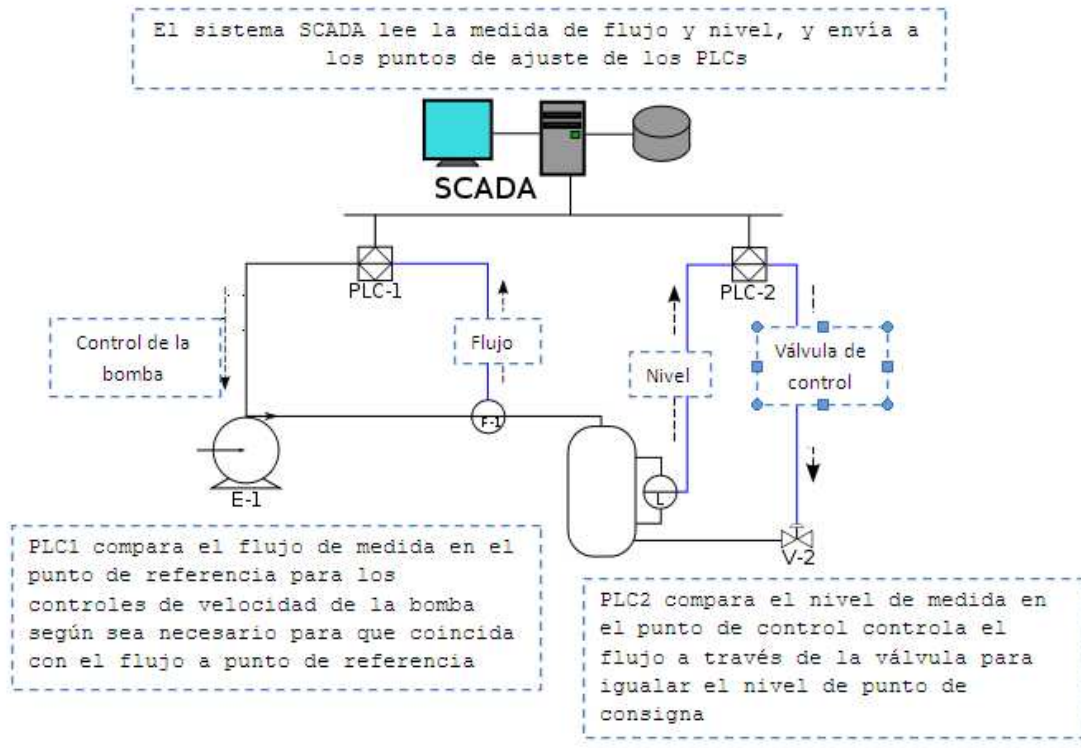 El sistema SCADA lee la medida de flujo y nivel, y envía a
los puntos de ajuste de los PLCs
SCADA
PLC-1
PLC-2
Control de la
bomba
Flujo
Nivel
Válvula de
control
F-1
L
E-1
V-2
PLC1 compara el flujo de medida en el
punto de referencia para los
controles de velocidad de la bomba
según sea necesario para que coincida
con el flujo a punto de referencia
PLC2 compara el nivel de medida en
el punto de control controla el
flujo a través de la válvula para
igualar el nivel de punto de
consigna